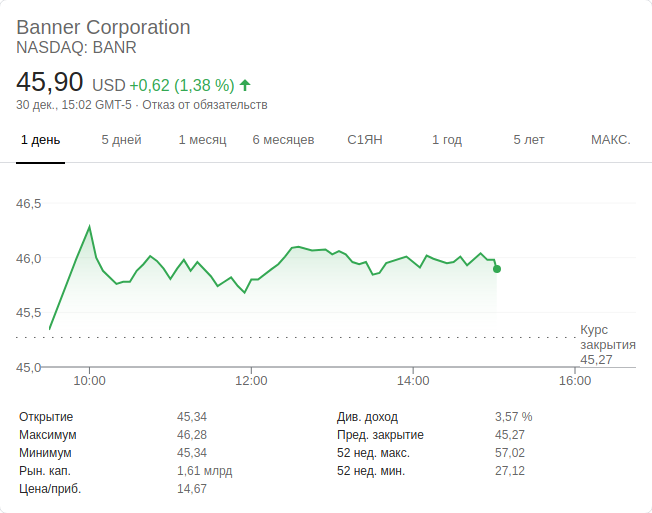 Banner Corporation
NASDAQ: BANR
45,90 USD +0,62 (1,38 %)
30 дек., 15:02 GMT-5 · Отказ от обязательств
1 день 5 дней 1 месяц 6 месяцев С1ЯН 1 год 5 лет МАКС.
46,5
46,0
45,5
45,0
Курс
закрытия
45,27
10:00 12:00 14:00 16:00
Открытие 45,34
Максимум 46,28
Минимум 45,34
Рын. кап. 1,61 млрд
Цена/приб. 14,67
Див. доход 3,57 %
Пред. закрытие 45,27
52 нед. макс. 57,02
52 нед. мин. 27,12